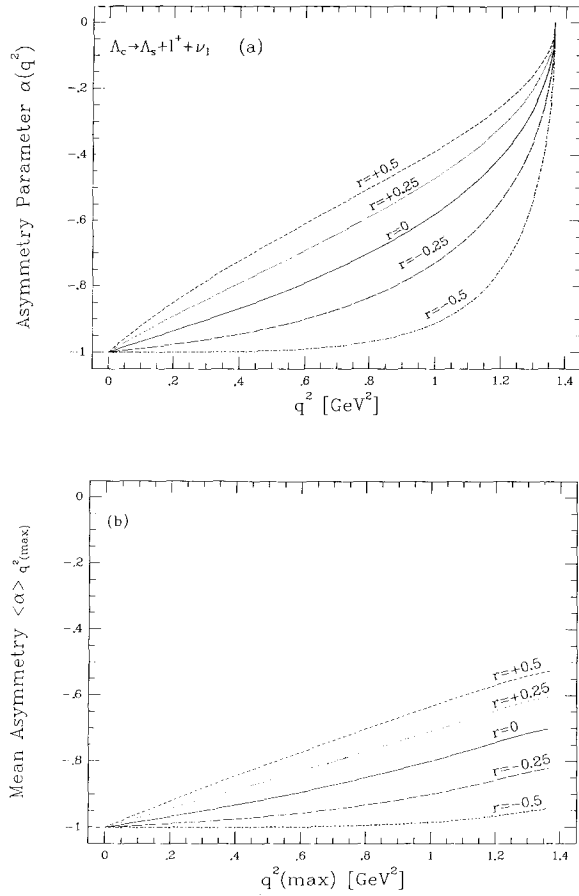 Λc→Λs+l⁺+νl (a)
0
-.2
-.4
-.6
-.8
-1
r=+0.5
r=+0.25
r=0
r=-0.25
r=-0.5
0 .2 .4 .6 .8 1 1.2 1.4
q² [GeV²]
Asymmetry Parameter α(q²)
(b)
0
-.2
-.4
-.6
-.8
-1
r=+0.5
r=+0.25
r=0
r=-0.25
r=-0.5
0 .2 .4 .6 .8 1 1.2 1.4
q²(max) [GeV²]
Mean Asymmetry <α> q²(max)